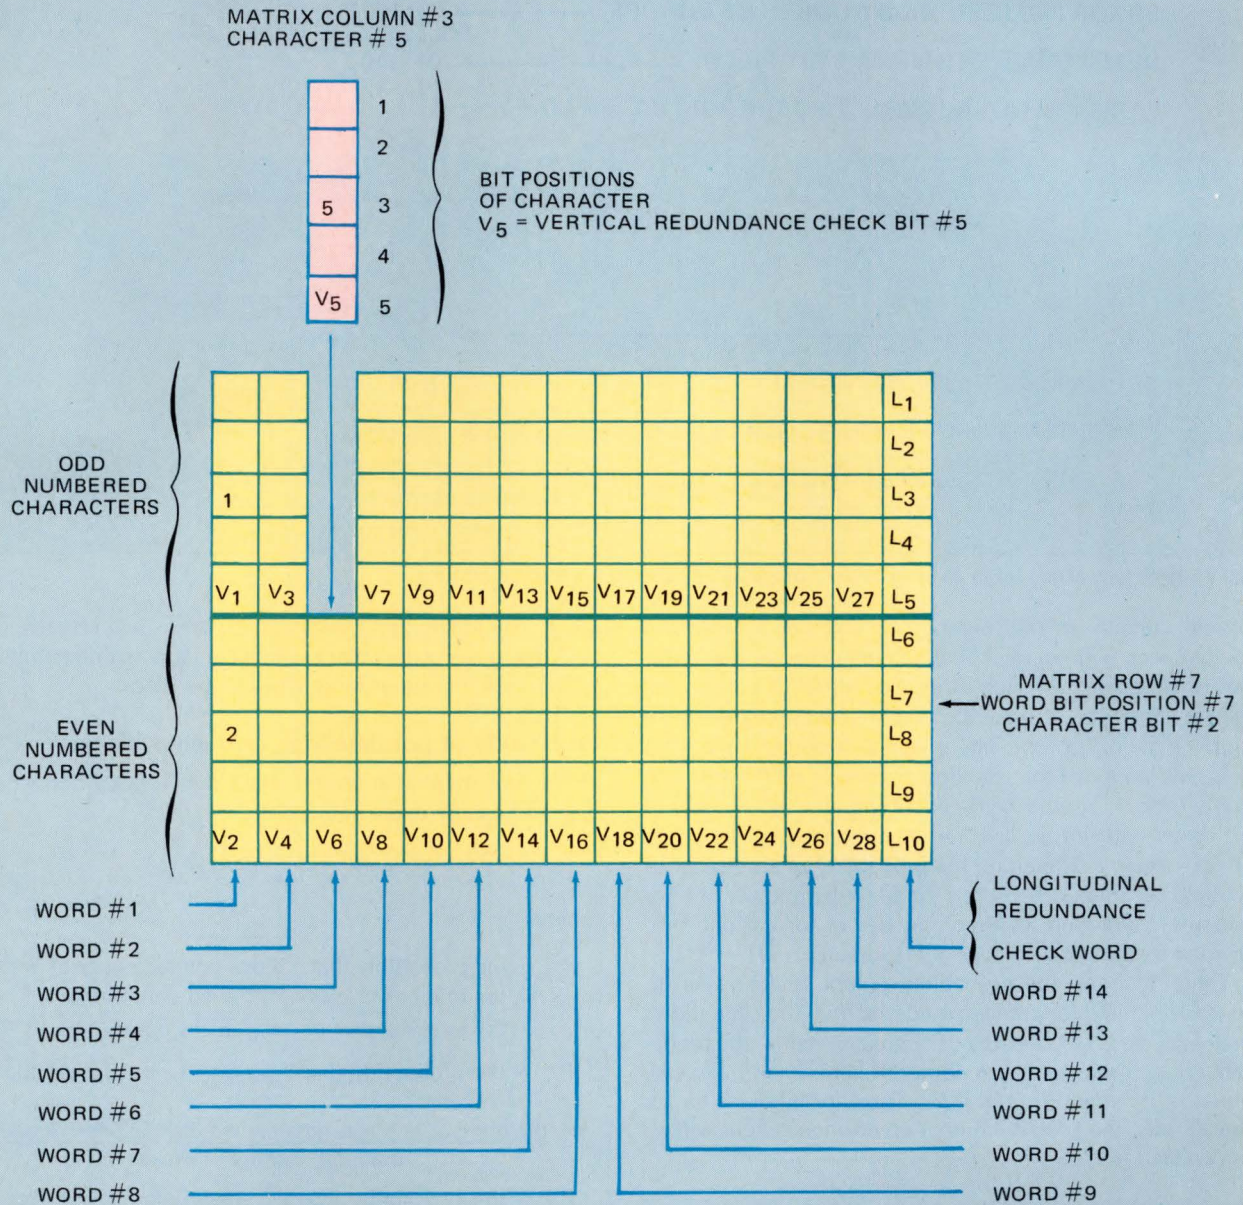 MATRIX COLUMN #3
CHARACTER # 5
1
2
5 3
4
V5 5
BIT POSITIONS
OF CHARACTER
V5 = VERTICAL REDUNDANCE CHECK BIT #5
ODD
NUMBERED
CHARACTERS
L1
L2
1 L3
L4
V1 V3 V7 V9 V11 V13 V15 V17 V19 V21 V23 V25 V27 L5
EVEN
NUMBERED
CHARACTERS
L6
L7
2 L8
L9
V2 V4 V6 V8 V10 V12 V14 V16 V18 V20 V22 V24 V26 V28 L10
MATRIX ROW #7
WORD BIT POSITION #7
CHARACTER BIT #2
WORD #1
WORD #2
WORD #3
WORD #4
WORD #5
WORD #6
WORD #7
WORD #8
LONGITUDINAL
REDUNDANCE
CHECK WORD
WORD #14
WORD #13
WORD #12
WORD #11
WORD #10
WORD #9